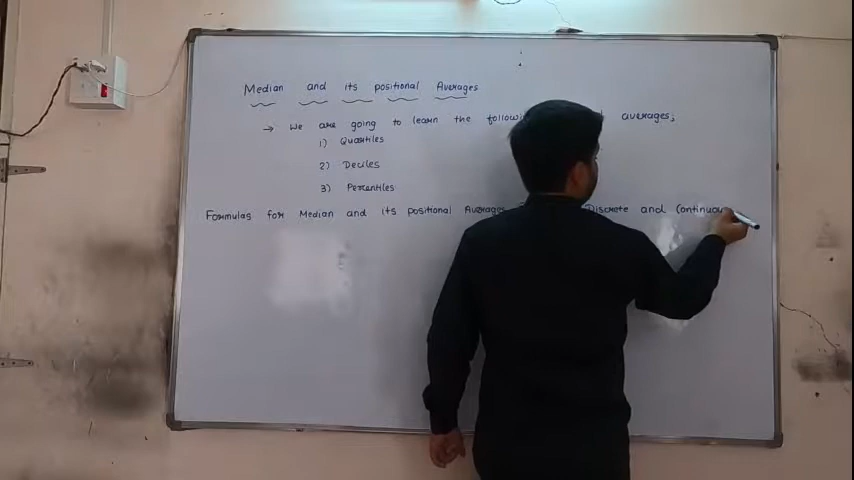 Median and its positional Averages
→ We are going to learn the averages;
1) Quartiles
2) Deciles
3) Percentiles
Formulas for Median and its positional Averages Discrete and Continuou